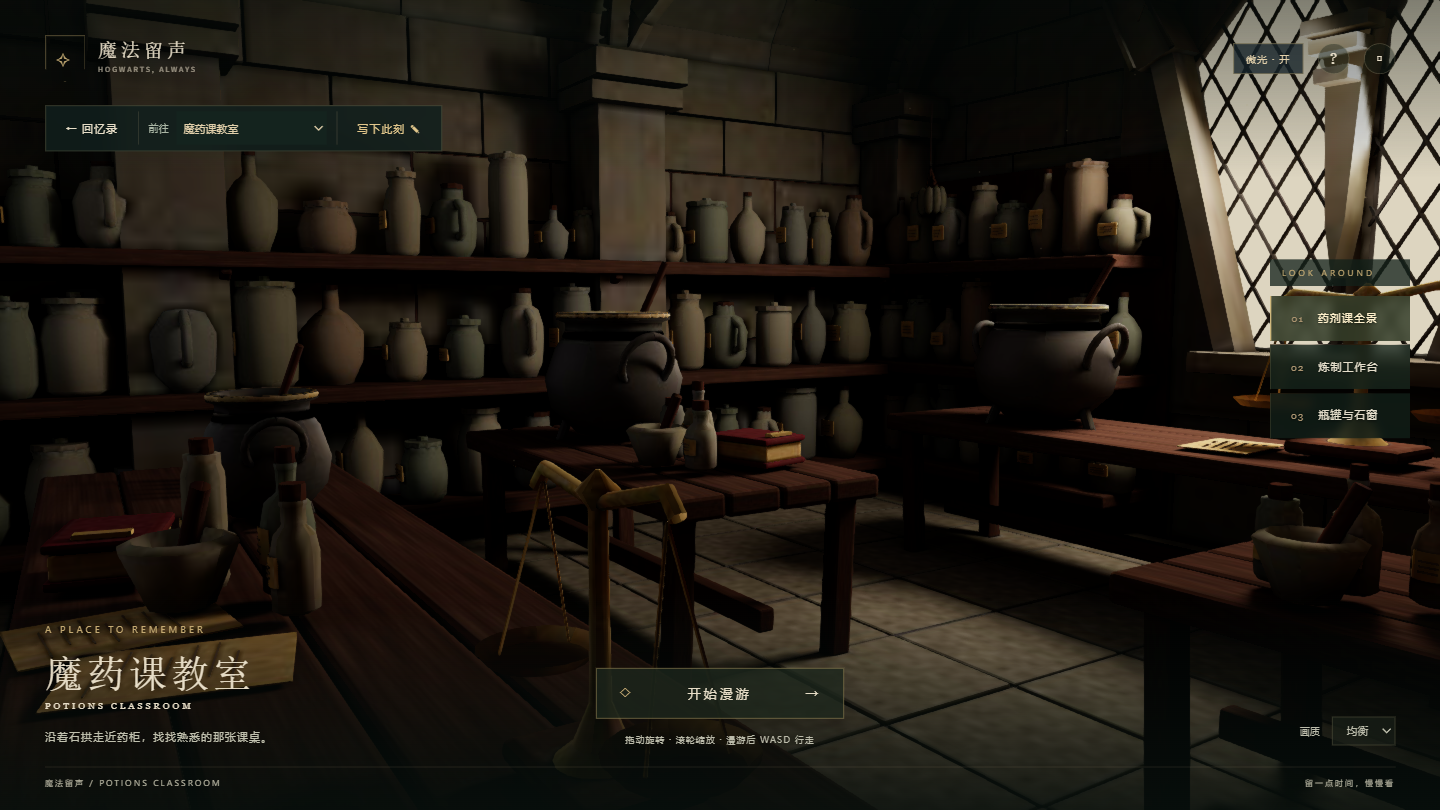 魔法留声
HOGWARTS, ALWAYS
微光 · 开
?
← 回忆录
前往
魔药课教室
写下此刻 ✎
LOOK AROUND
01 药剂课全景
02 炼制工作台
03 瓶罐与石窗
A PLACE TO REMEMBER
魔药课教室
POTIONS CLASSROOM
沿着石拱走近药柜，找找熟悉的那张课桌。
开始漫游 →
拖动旋转 · 滚轮缩放 · 漫游后 WASD 行走
画质 均衡
魔法留声 / POTIONS CLASSROOM
留一点时间，慢慢看